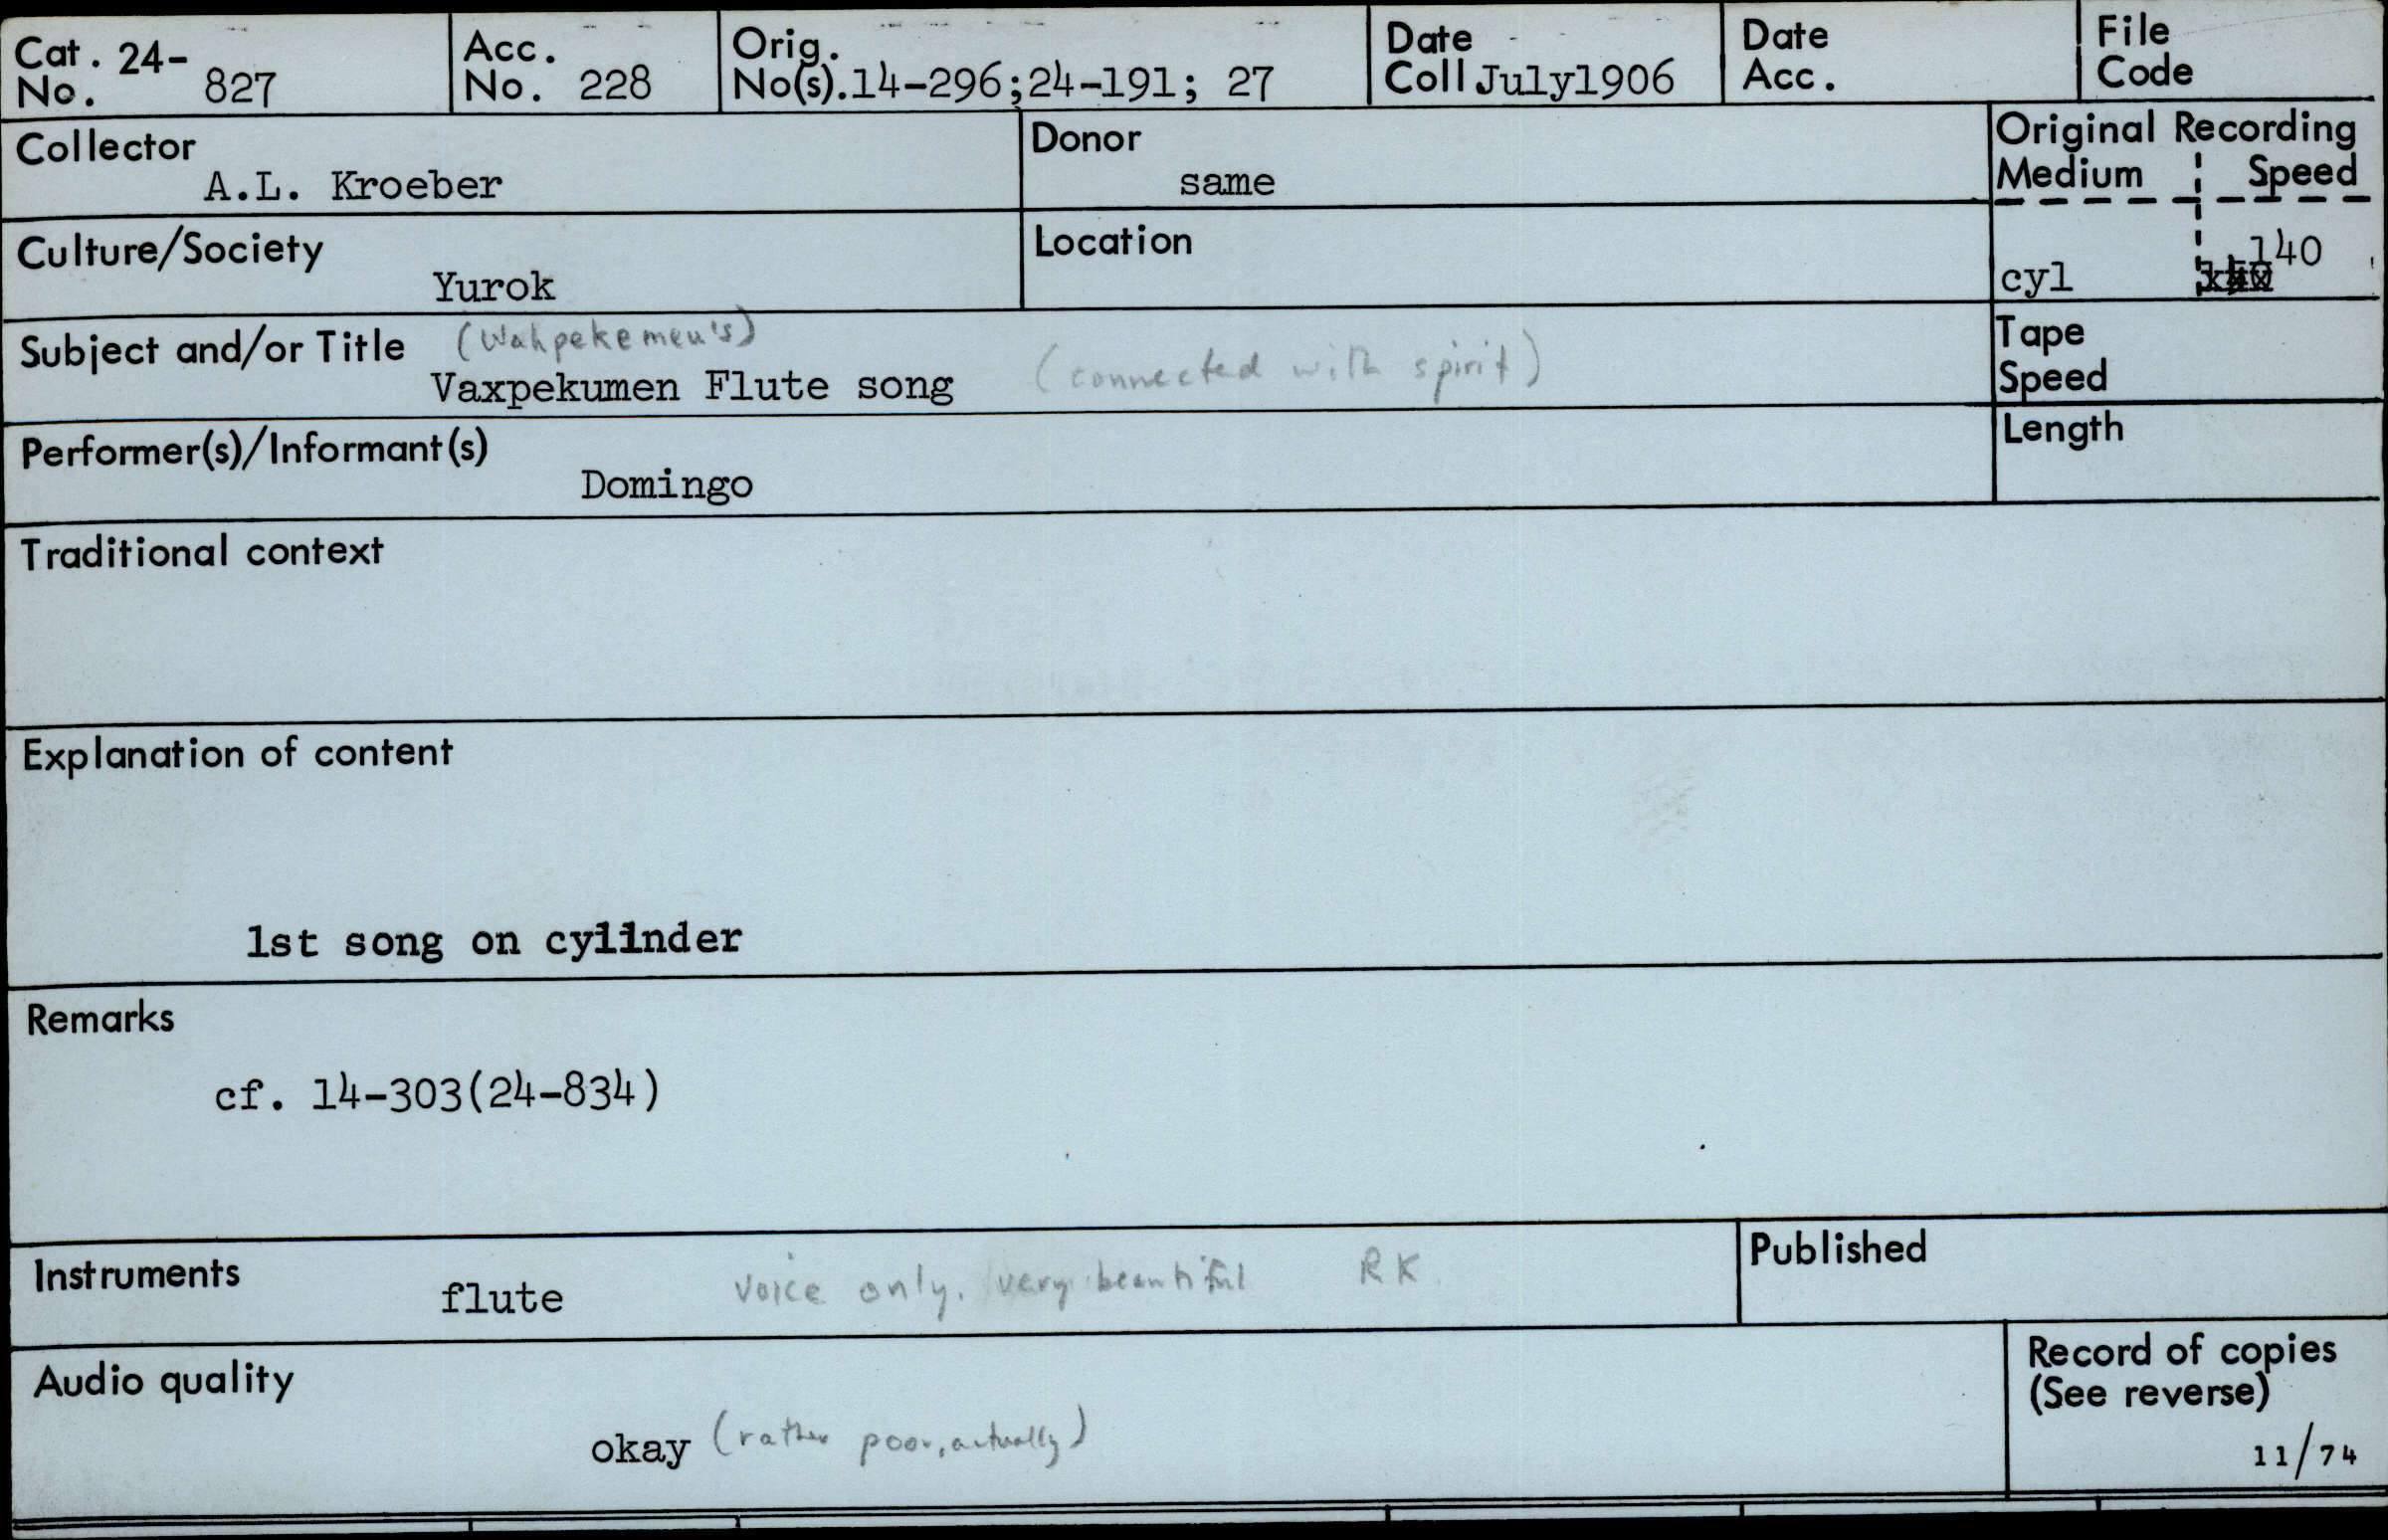 Cat. 24-
No. 827
Acc.
No. 228
Orig.
No(s).14-296;24-191; 27
Date
Coll July1906
Date
Acc.
File
Code
Collector
A.L. Kroeber
Donor
same
Original Recording
Medium Speed
cyl 140
Culture/Society
Yurok
Location
Subject and/or Title (Wahpekemeu's)
Vaxpekumen Flute song (connected with spirit)
Tape
Speed
Performer(s)/Informant(s)
Domingo
Length
Traditional context
Explanation of content
1st song on cylinder
Remarks
cf. 14-303(24-834)
Instruments
flute voice only. very beautiful RK
Published
Audio quality
okay (rather poor, actually)
Record of copies
(See reverse)
11/74